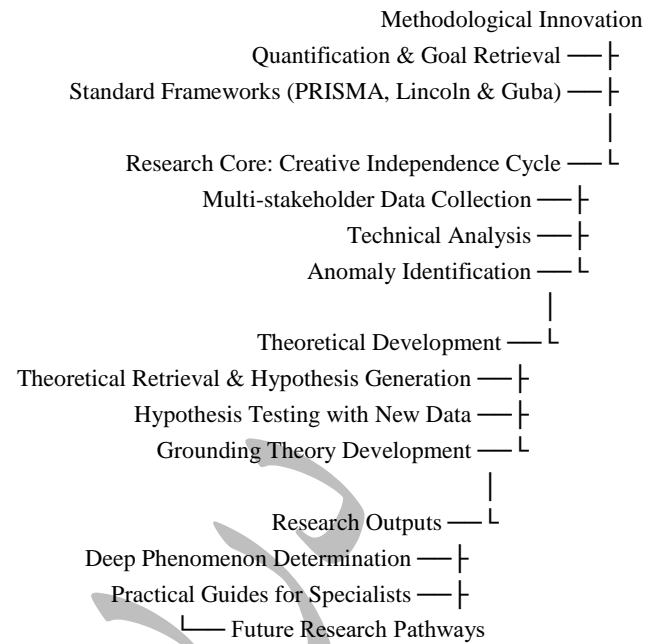 Methodological Innovation
Quantification & Goal Retrieval ──├
Standard Frameworks (PRISMA, Lincoln & Guba) ──├
│
Research Core: Creative Independence Cycle ──└
Multi-stakeholder Data Collection ──├
Technical Analysis ──├
Anomaly Identification ──└
│
Theoretical Development ──└
Theoretical Retrieval & Hypothesis Generation ──├
Hypothesis Testing with New Data ──├
Grounding Theory Development ──└
│
Research Outputs ──└
Deep Phenomenon Determination ──├
Practical Guides for Specialists ──├
└── Future Research Pathways